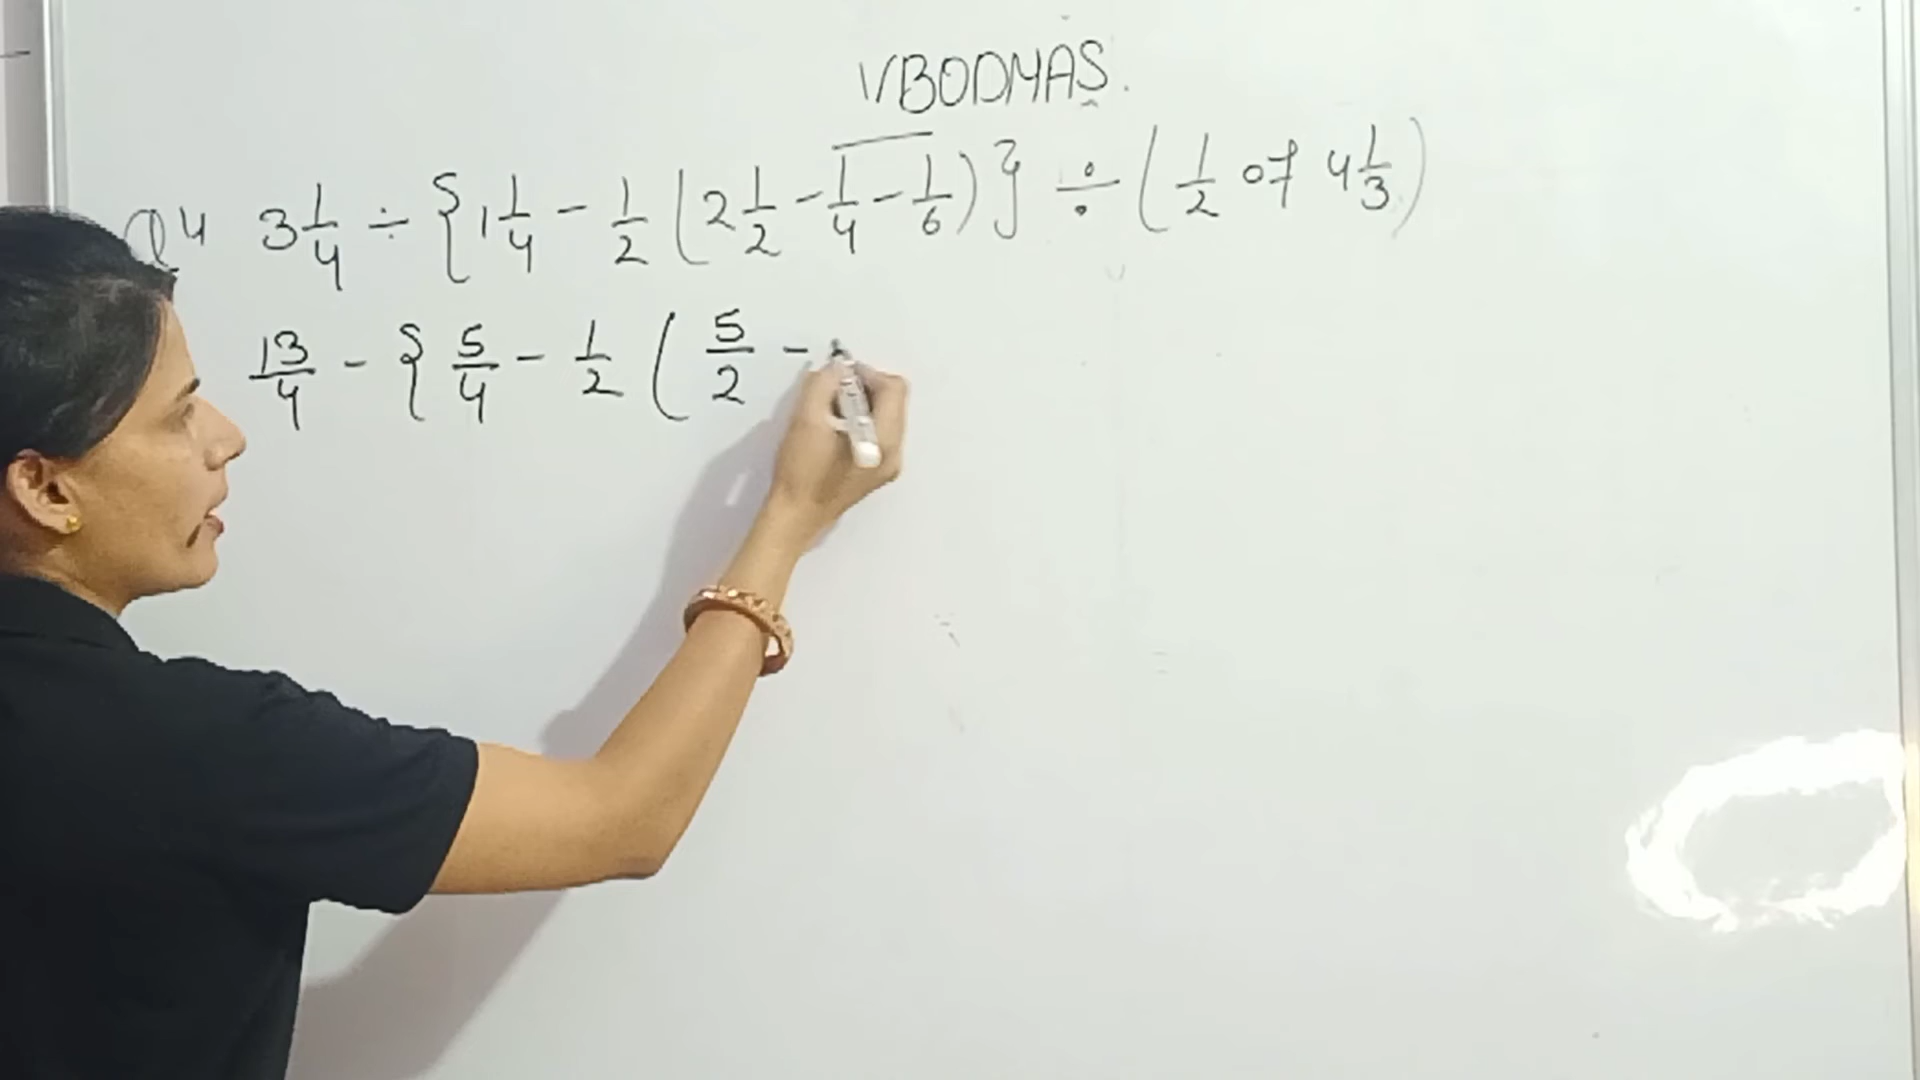 VBODMAS.
Q4 3 1/4 ÷ { 1 1/4 - 1/2 ( 2 1/2 - \overline{1/4 - 1/6} ) } ÷ ( 1/2 of 4 1/3 )
13/4 - { 5/4 - 1/2 ( 5/2 -